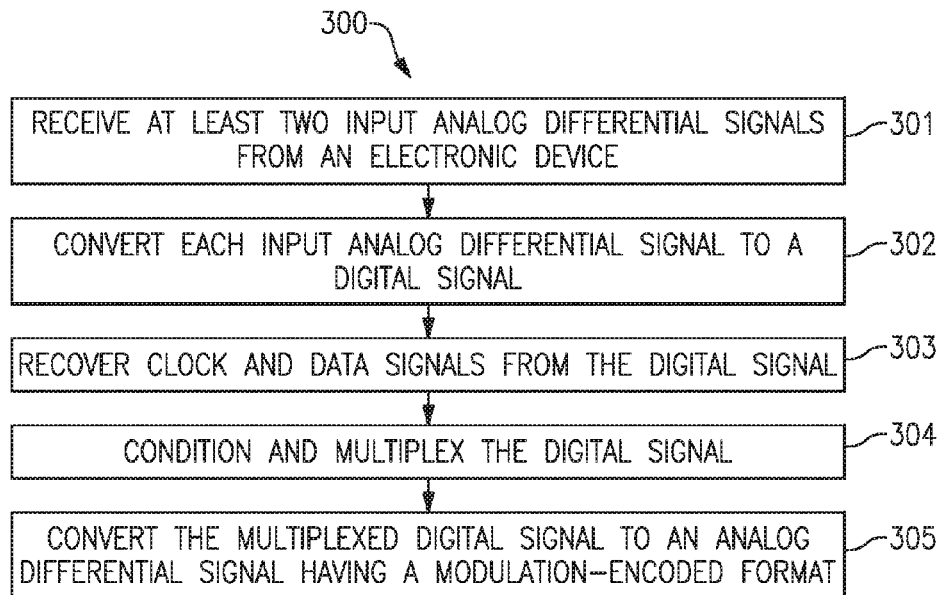 300
RECEIVE AT LEAST TWO INPUT ANALOG DIFFERENTIAL SIGNALS
FROM AN ELECTRONIC DEVICE
301
CONVERT EACH INPUT ANALOG DIFFERENTIAL SIGNAL TO A
DIGITAL SIGNAL
302
RECOVER CLOCK AND DATA SIGNALS FROM THE DIGITAL SIGNAL
303
CONDITION AND MULTIPLEX THE DIGITAL SIGNAL
304
CONVERT THE MULTIPLEXED DIGITAL SIGNAL TO AN ANALOG
DIFFERENTIAL SIGNAL HAVING A MODULATION-ENCODED FORMAT
305